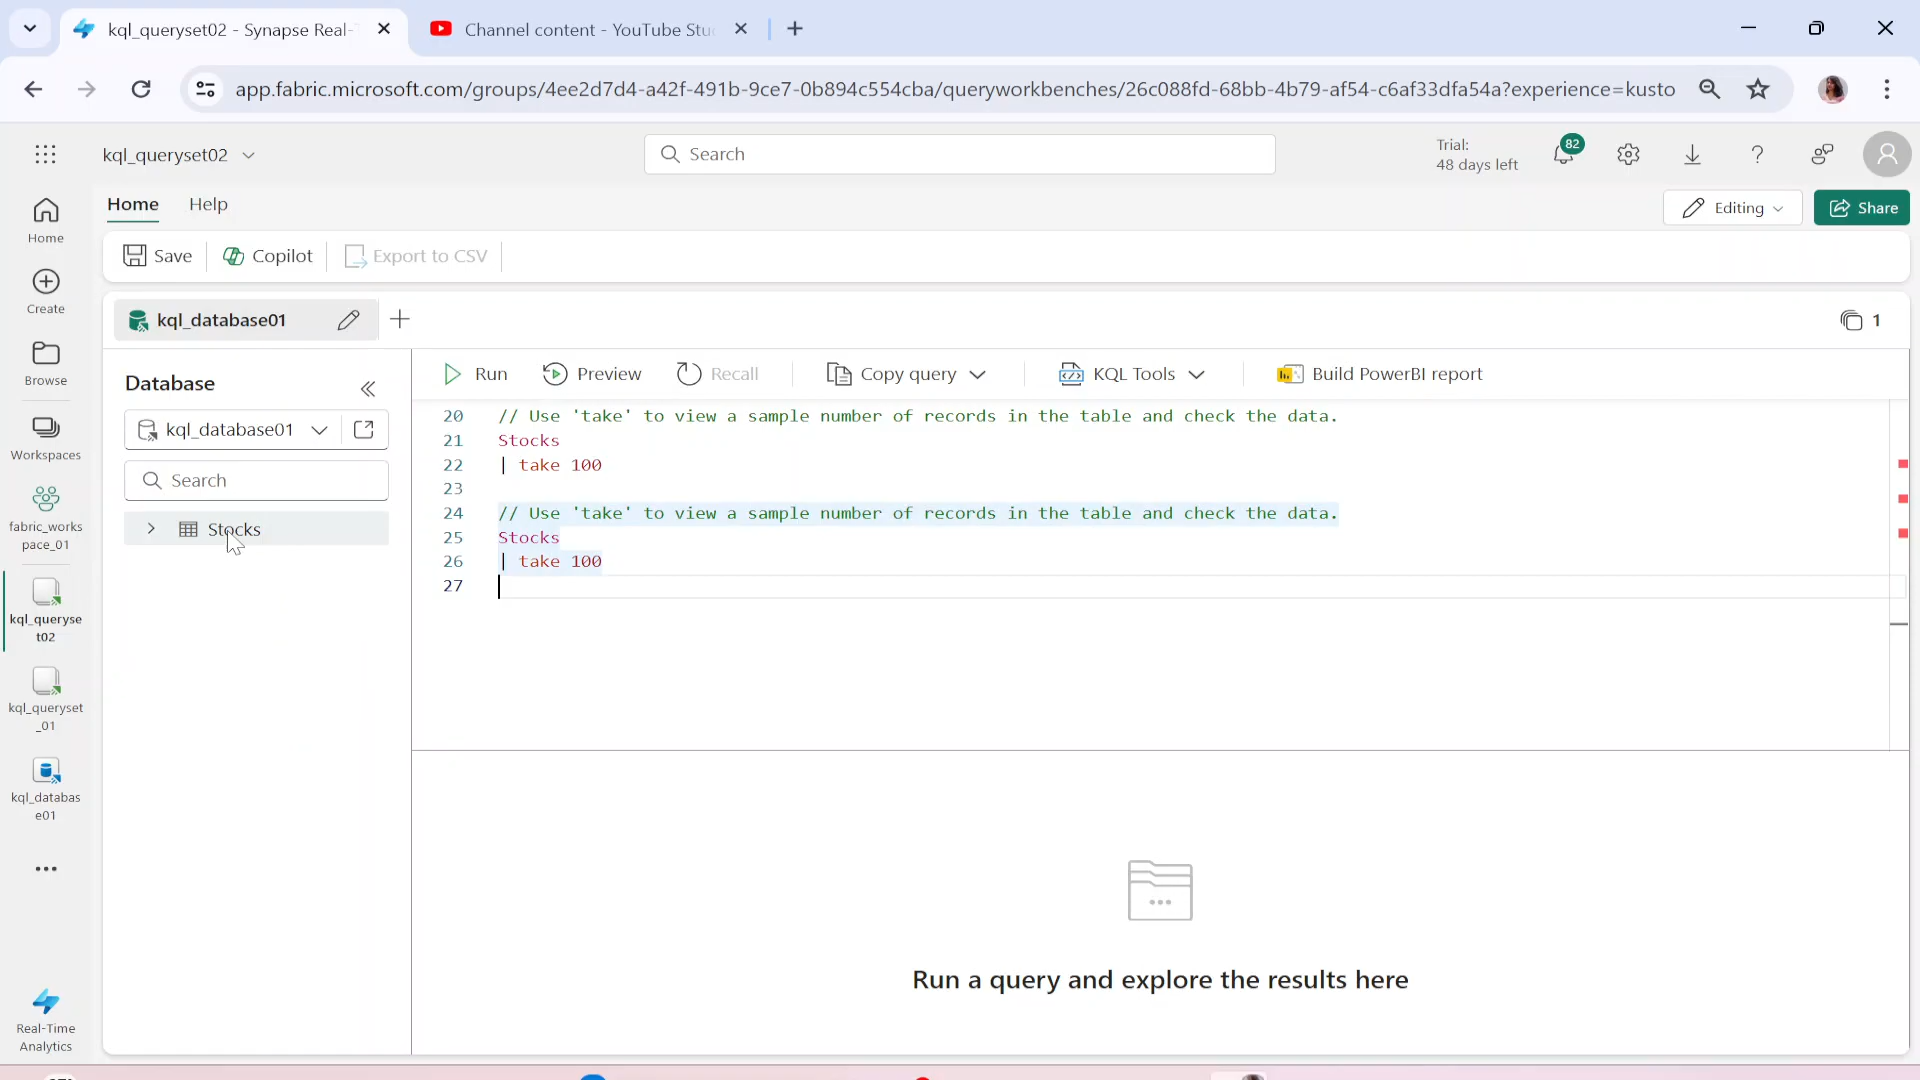 kql_queryset02 - Synapse Real-
Channel content - YouTube Stu
app.fabric.microsoft.com/groups/4ee2d7d4-a42f-491b-9ce7-0b894c554cba/queryworkbenches/26c088fd-68bb-4b79-af54-c6af33dfa54a?experience=kusto
kql_queryset02
Search
Trial:
48 days left
82
Home
Help
Editing
Share
Save
Copilot
Export to CSV
Home
Create
Browse
Workspaces
fabric_works
pace_01
kql_queryse
t02
kql_queryset
_01
kql_databas
e01
Real-Time
Analytics
kql_database01
1
Database
kql_database01
Search
Stocks
Run
Preview
Recall
Copy query
KQL Tools
Build PowerBI report
20 // Use 'take' to view a sample number of records in the table and check the data.
21 Stocks
22 | take 100
23
24 // Use 'take' to view a sample number of records in the table and check the data.
25 Stocks
26 | take 100
27
Run a query and explore the results here